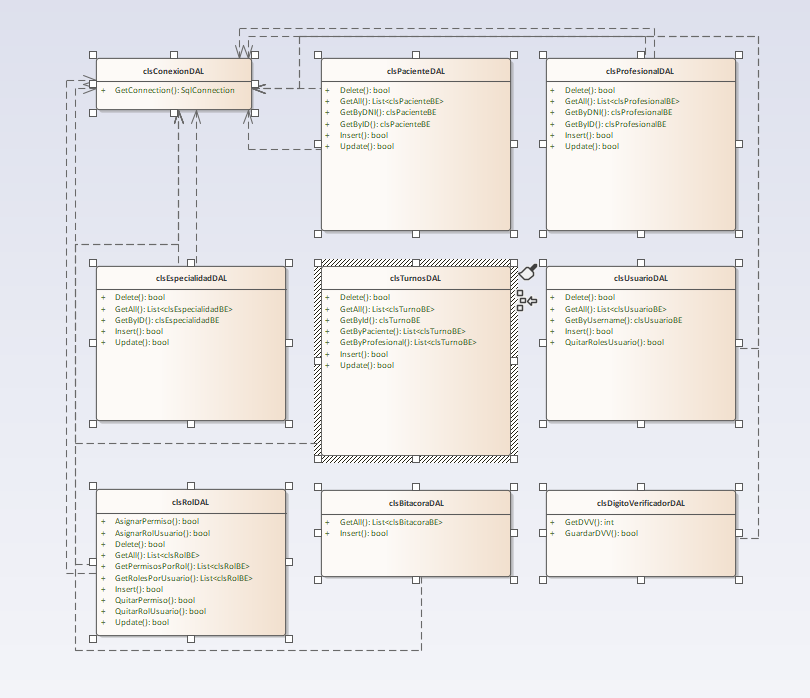 clsConexionDAL
+ GetConnection(): SqlConnection
clsPacienteDAL
+ Delete(): bool
+ GetAll(): List<clsPacienteBE>
+ GetByDNI(): clsPacienteBE
+ GetByID(): clsPacienteBE
+ Insert(): bool
+ Update(): bool
clsProfesionalDAL
+ Delete(): bool
+ GetAll(): List<clsProfesionalBE>
+ GetByDNI(): clsProfesionalBE
+ GetByID(): clsProfesionalBE
+ Insert(): bool
+ Update(): bool
clsEspecialidadDAL
+ Delete(): bool
+ GetAll(): List<clsEspecialidadBE>
+ GetByID(): clsEspecialidadBE
+ Insert(): bool
+ Update(): bool
clsTurnosDAL
+ Delete(): bool
+ GetAll(): List<clsTurnoBE>
+ GetById(): clsTurnoBE
+ GetByPaciente(): List<clsTurnoBE>
+ GetByProfesional(): List<clsTurnoBE>
+ Insert(): bool
+ Update(): bool
clsUsuarioDAL
+ Delete(): bool
+ GetAll(): List<clsUsuarioBE>
+ GetByUsername(): clsUsuarioBE
+ Insert(): bool
+ QuitarRolesUsuario(): bool
clsRolDAL
+ AsignarPermiso(): bool
+ AsignarRolUsuario(): bool
+ Delete(): bool
+ GetAll(): List<clsRolBE>
+ GetPermisosPorRol(): List<clsRolBE>
+ GetRolesPorUsuario(): List<clsRolBE>
+ Insert(): bool
+ QuitarPermiso(): bool
+ QuitarRolUsuario(): bool
+ Update(): bool
clsBitacoraDAL
+ GetAll(): List<clsBitacoraBE>
+ Insert(): bool
clsDigitoVerificadorDAL
+ GetDVV(): int
+ GuardarDVV(): bool